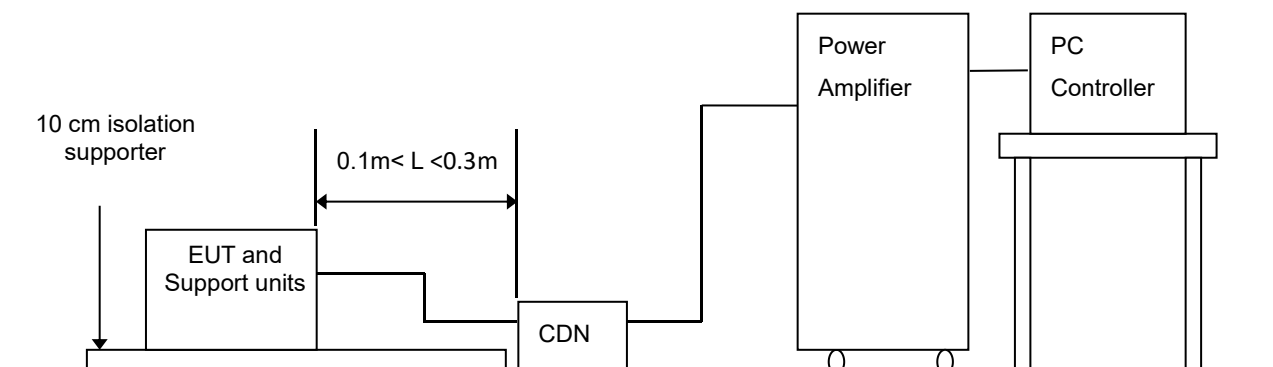 Power
Amplifier
PC
Controller
10 cm isolation
supporter
0.1m< L <0.3m
EUT and
Support units
CDN